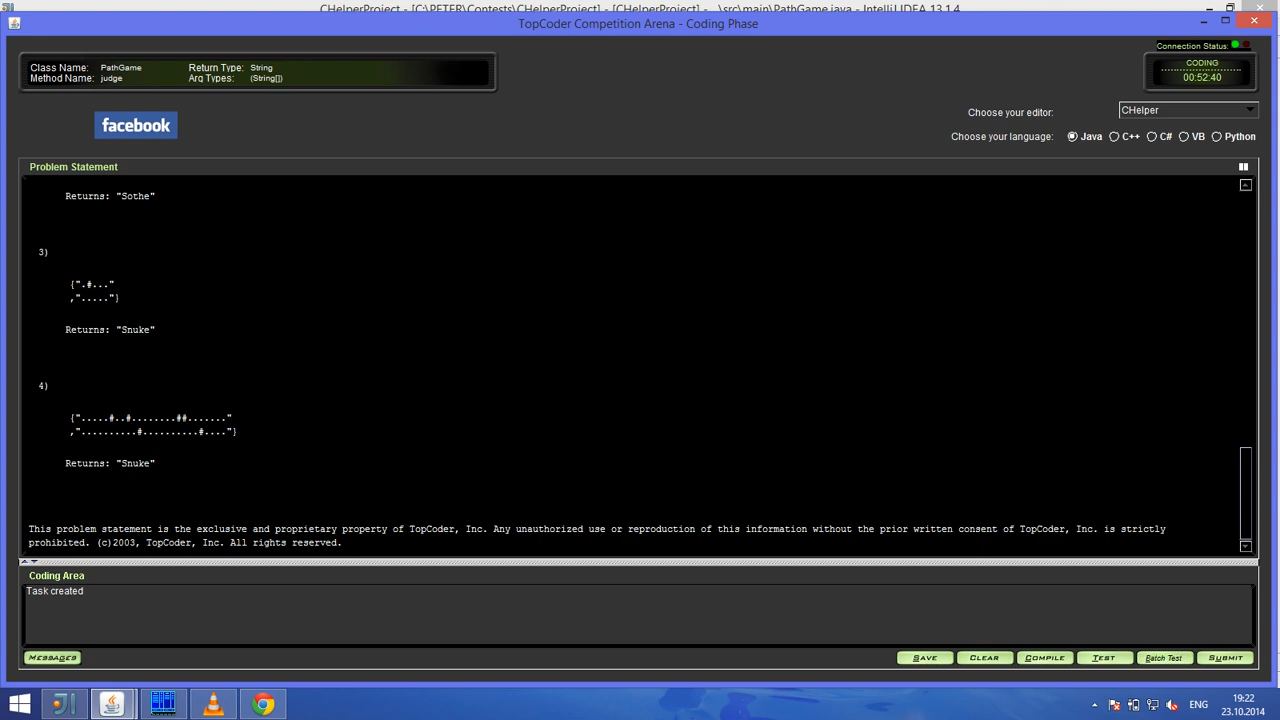 CHelperProject - [C:\PETER\Contests\CHelperProject] - [CHelperProject] - ...\src\main\PathGame.java - IntelliJ IDEA 13.1.4
TopCoder Competition Arena - Coding Phase
Connection Status:
Class Name: PathGame Return Type: String
Method Name: judge Arg Types: (String[])
CODING
00:52:40
facebook
Choose your editor: CHelper
Choose your language: Java C++ C# VB Python
Problem Statement
Returns: "Sothe"
3)
{".#..."
,"....."}
Returns: "Snuke"
4)
{".....#..#........##......."
,"..........#..........#...."}
Returns: "Snuke"
This problem statement is the exclusive and proprietary property of TopCoder, Inc. Any unauthorized use or reproduction of this information without the prior written consent of TopCoder, Inc. is strictly
prohibited. (c)2003, TopCoder, Inc. All rights reserved.
Coding Area
Task created
MESSAGES SAVE CLEAR COMPILE TEST Batch Test SUBMIT
ENG 19:22
23.10.2014